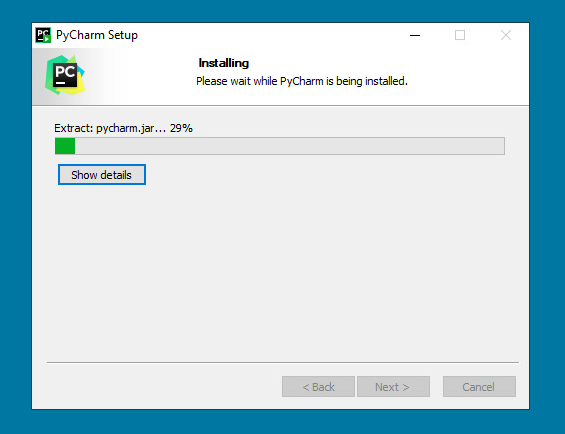 PyCharm Setup
PC
Installing
Please wait while PyCharm is being installed.
Extract: pycharm.jar... 29%
Show details
< Back
Next >
Cancel